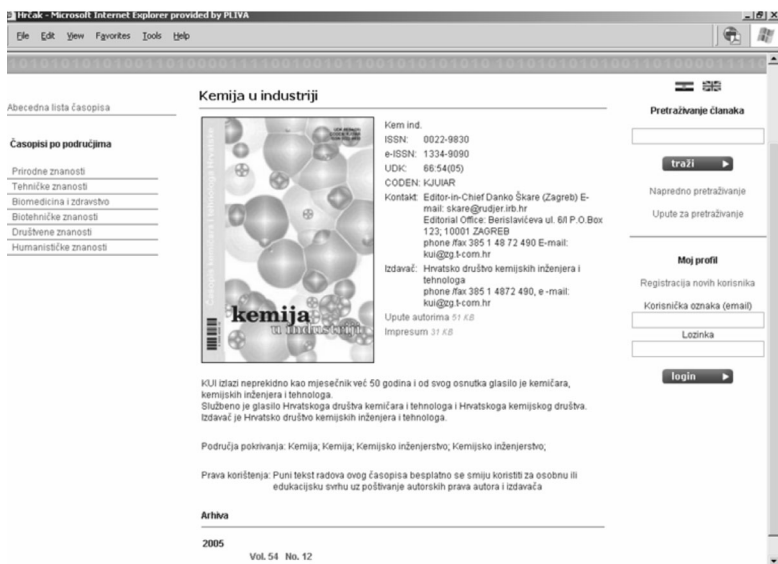 Hrčak - Microsoft Internet Explorer provided by PLIVA
File Edit View Favorites Tools Help
Abecedna lista časopisa
Časopisi po područjima
Prirodne znanosti
Tehničke znanosti
Biomedicina i zdravstvo
Biotehničke znanosti
Društvene znanosti
Humanističke znanosti
Kemija u industriji
Časopis kemičara i tehnologa Hrvatske
kemija
u industriji
Kem ind.
ISSN: 0022-9830
e-ISSN: 1334-9090
UDK: 66:54(05)
CODEN: KJUIAR
Kontakt: Editor-in-Chief Danko Škare (Zagreb) E-
mail: skare@rudjer.irb.hr
Editorial Office: Berislavićeva ul. 6/I P.O.Box
123; 10001 ZAGREB
phone /fax 385 1 48 72 490 E-mail:
kui@zg.t-com.hr
Izdavač: Hrvatsko društvo kemijskih inženjera i
tehnologa
phone /fax 385 1 4872 490, e -mail:
kui@zg.t-com.hr
Upute autorima 51 KB
Impresum 31 KB
KUI izlazi neprekidno kao mjesečnik već 50 godina i od svog osnutka glasilo je kemičara,
kemijskih inženjera i tehnologa.
Službeno je glasilo Hrvatskoga društva kemičara i tehnologa i Hrvatskoga kemijskog društva.
Izdavač je Hrvatsko društvo kemijskih inženjera i tehnologa.
Područja pokrivanja: Kemija; Kemija; Kemijsko inženjerstvo; Kemijsko inženjerstvo;
Prava korištenja: Puni tekst radova ovog časopisa besplatno se smiju koristiti za osobnu ili
edukacijsku svrhu uz poštivanje autorskih prava autora i izdavača
Arhiva
2005
Vol. 54 No. 12
Pretraživanje članaka
traži
Napredno pretraživanje
Upute za pretraživanje
Moj profil
Registracija novih korisnika
Korisnička oznaka (email)
Lozinka
login